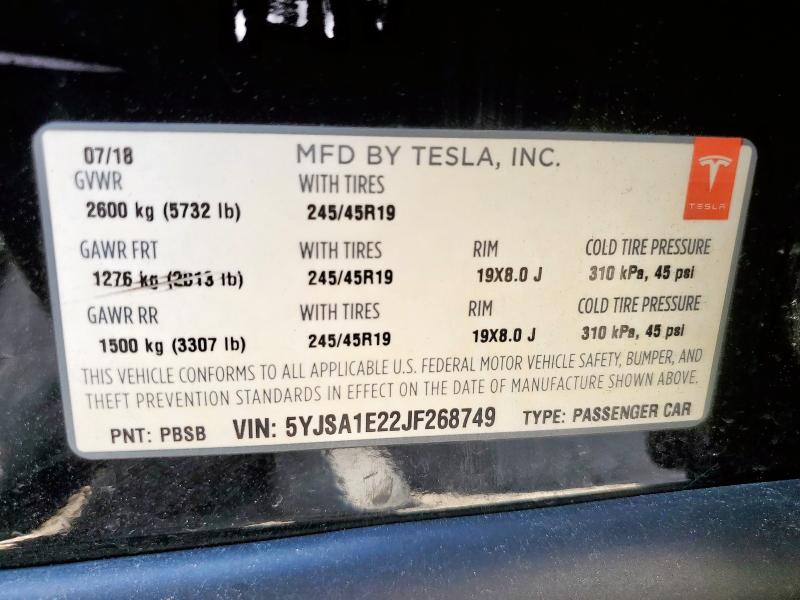 07/18 MFD BY TESLA, INC.
GVWR WITH TIRES
2600 kg (5732 lb) 245/45R19
TESLA
GAWR FRT WITH TIRES RIM COLD TIRE PRESSURE
1276 kg (2813 lb) 245/45R19 19X8.0 J 310 kPa, 45 psi
GAWR RR WITH TIRES RIM COLD TIRE PRESSURE
1500 kg (3307 lb) 245/45R19 19X8.0 J 310 kPa, 45 psi
THIS VEHICLE CONFORMS TO ALL APPLICABLE U.S. FEDERAL MOTOR VEHICLE SAFETY, BUMPER, AND
THEFT PREVENTION STANDARDS IN EFFECT ON THE DATE OF MANUFACTURE SHOWN ABOVE.
PNT: PBSB VIN: 5YJSA1E22JF268749 TYPE: PASSENGER CAR